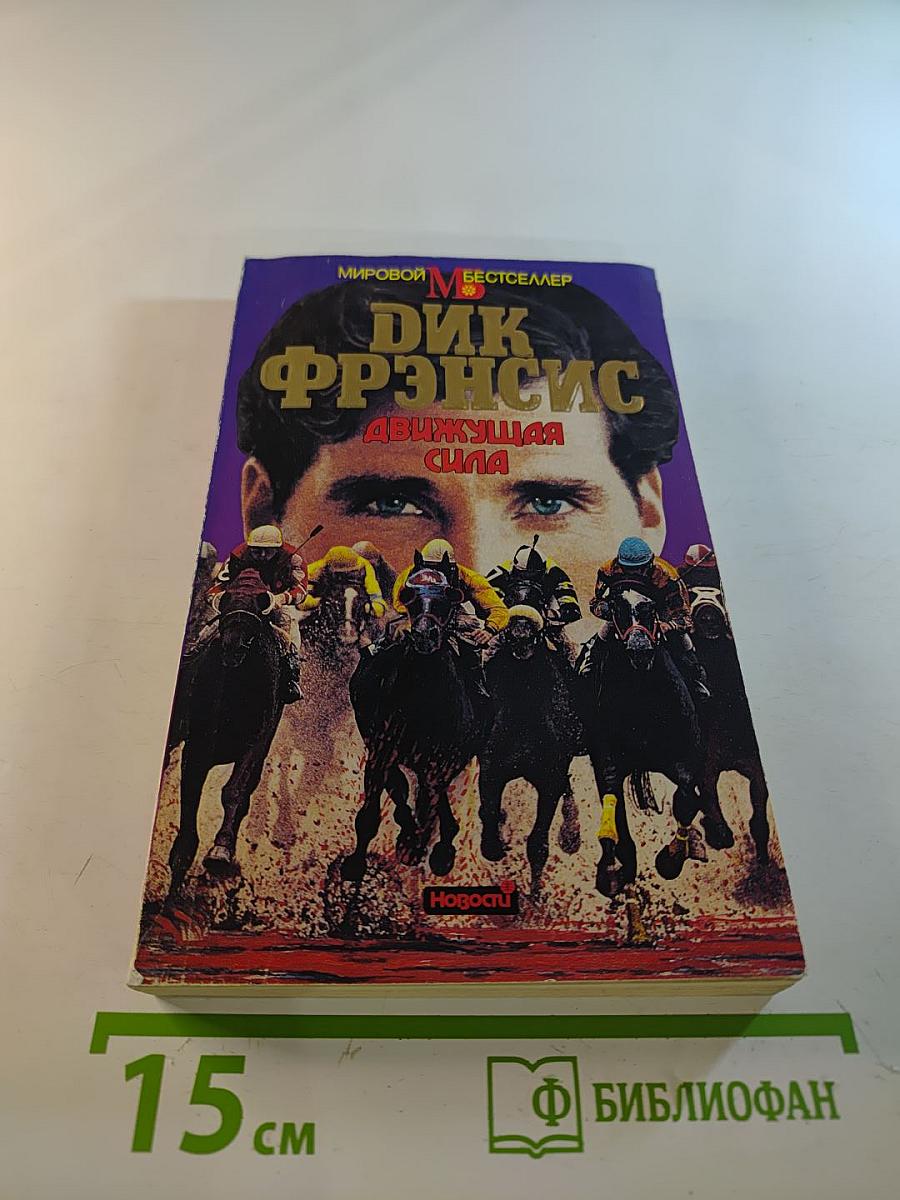 МИРОВОЙ МБ БЕСТСЕЛЛЕР
ДИК
ФРЭНСИС
ДВИЖУЩАЯ
СИЛА
НОВОСТИ
15 СМ
Ф БИБЛИОФАН